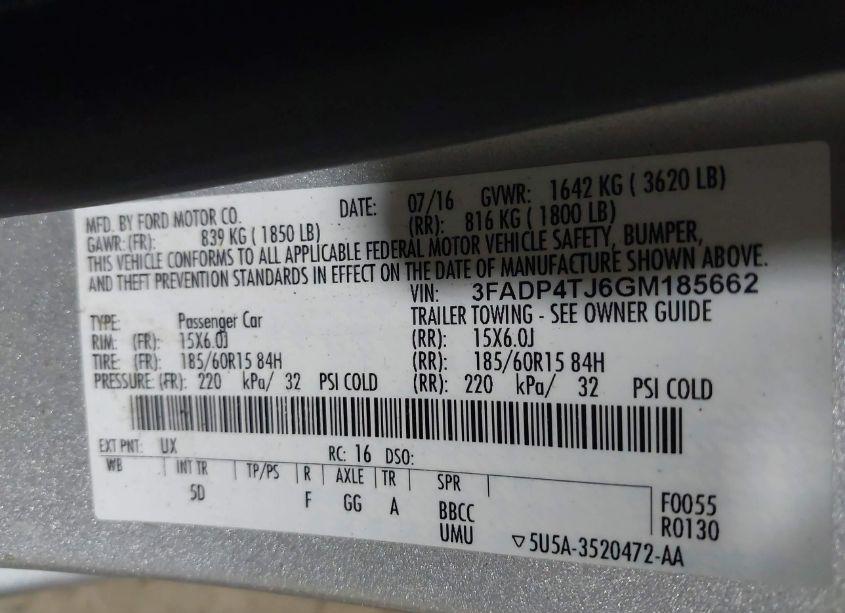 MFD. BY FORD MOTOR CO. DATE: 07/16 GVWR: 1642 KG ( 3620 LB)
GAWR: (FR): 839 KG ( 1850 LB) (RR): 816 KG ( 1800 LB)
THIS VEHICLE CONFORMS TO ALL APPLICABLE FEDERAL MOTOR VEHICLE SAFETY, BUMPER,
AND THEFT PREVENTION STANDARDS IN EFFECT ON THE DATE OF MANUFACTURE SHOWN ABOVE.
VIN: 3FADP4TJ6GM185662
TYPE: Passenger Car TRAILER TOWING - SEE OWNER GUIDE
RIM: (FR): 15X6.0J (RR): 15X6.0J
TIRE: (FR): 185/60R15 84H (RR): 185/60R15 84H
PRESSURE: (FR): 220 kPa/ 32 PSI COLD (RR): 220 kPa/ 32 PSI COLD
EXT PNT: UX RC: 16 DSO:
WB INT TR TP/PS R AXLE TR SPR
5D F GG A BBCC F0055
UMU R0130
▽5U5A-3520472-AA